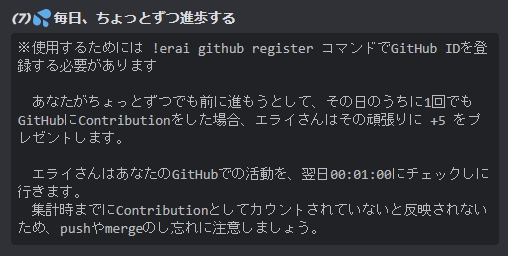 (7)💦毎日、ちょっとずつ進歩する
※使用するためには !erai github register コマンドでGitHub IDを登
録する必要があります
　あなたがちょっとずつでも前に進もうとして、その日のうちに1回でも
GitHubにContributionをした場合、エライさんはその頑張りに +5 をプ
レゼントします。
　エライさんはあなたのGitHubでの活動を、翌日00:01:00にチェックしに
行きます。
　集計時までにContributionとしてカウントされていないと反映されない
ため、pushやmergeのし忘れに注意しましょう。